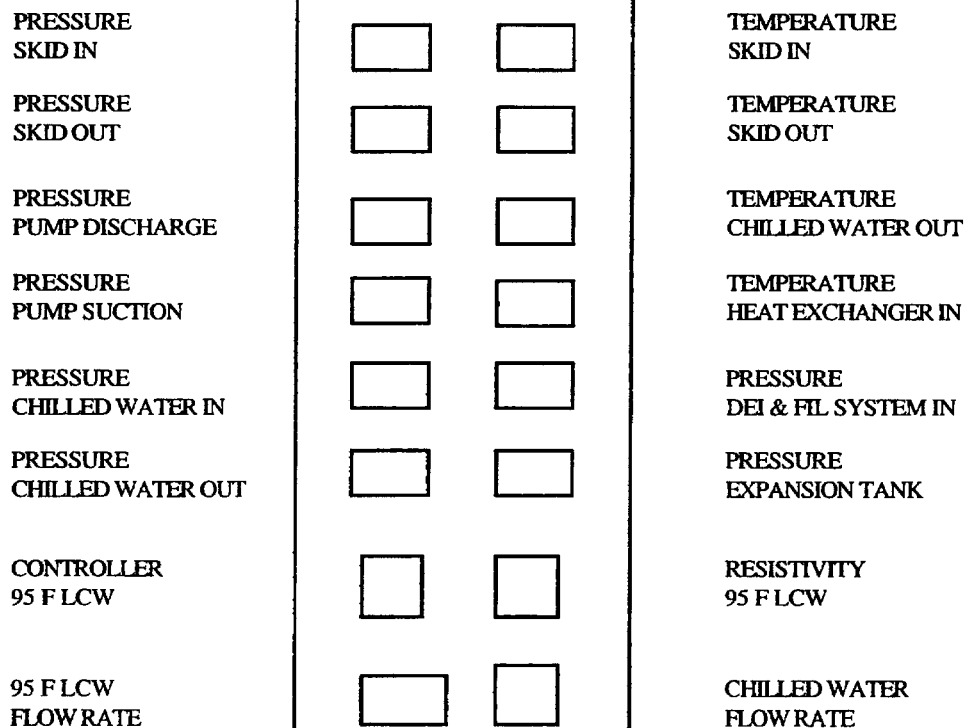 PRESSURE
SKID IN
TEMPERATURE
SKID IN
PRESSURE
SKID OUT
TEMPERATURE
SKID OUT
PRESSURE
PUMP DISCHARGE
TEMPERATURE
CHILLED WATER OUT
PRESSURE
PUMP SUCTION
TEMPERATURE
HEAT EXCHANGER IN
PRESSURE
CHILLED WATER IN
PRESSURE
DEI & FIL SYSTEM IN
PRESSURE
CHILLED WATER OUT
PRESSURE
EXPANSION TANK
CONTROLLER
95 F LCW
RESISTIVITY
95 F LCW
95 F LCW
FLOW RATE
CHILLED WATER
FLOW RATE